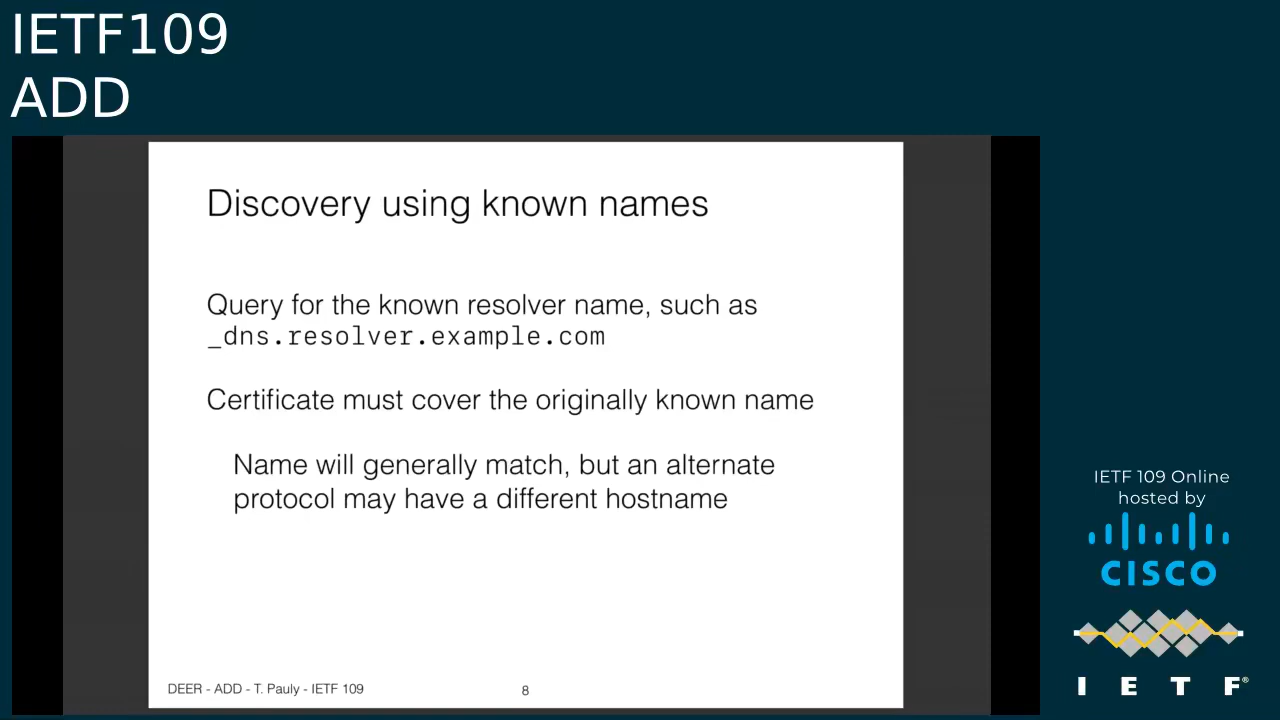 IETF109
ADD
Discovery using known names
Query for the known resolver name, such as
_dns.resolver.example.com
Certificate must cover the originally known name
Name will generally match, but an alternate
protocol may have a different hostname
DEER - ADD - T. Pauly - IETF 109
8
IETF 109 Online
hosted by
CISCO
I E T F®